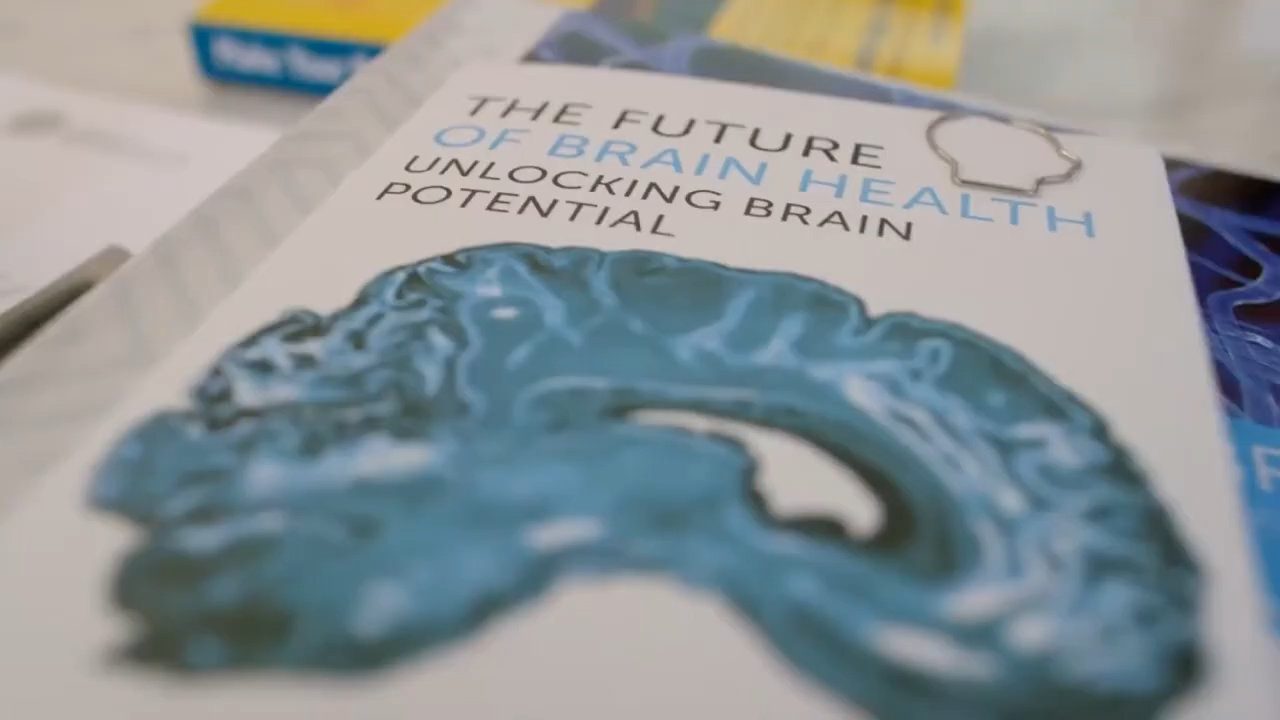 THE FUTURE
OF BRAIN HEALTH
UNLOCKING BRAIN
POTENTIAL